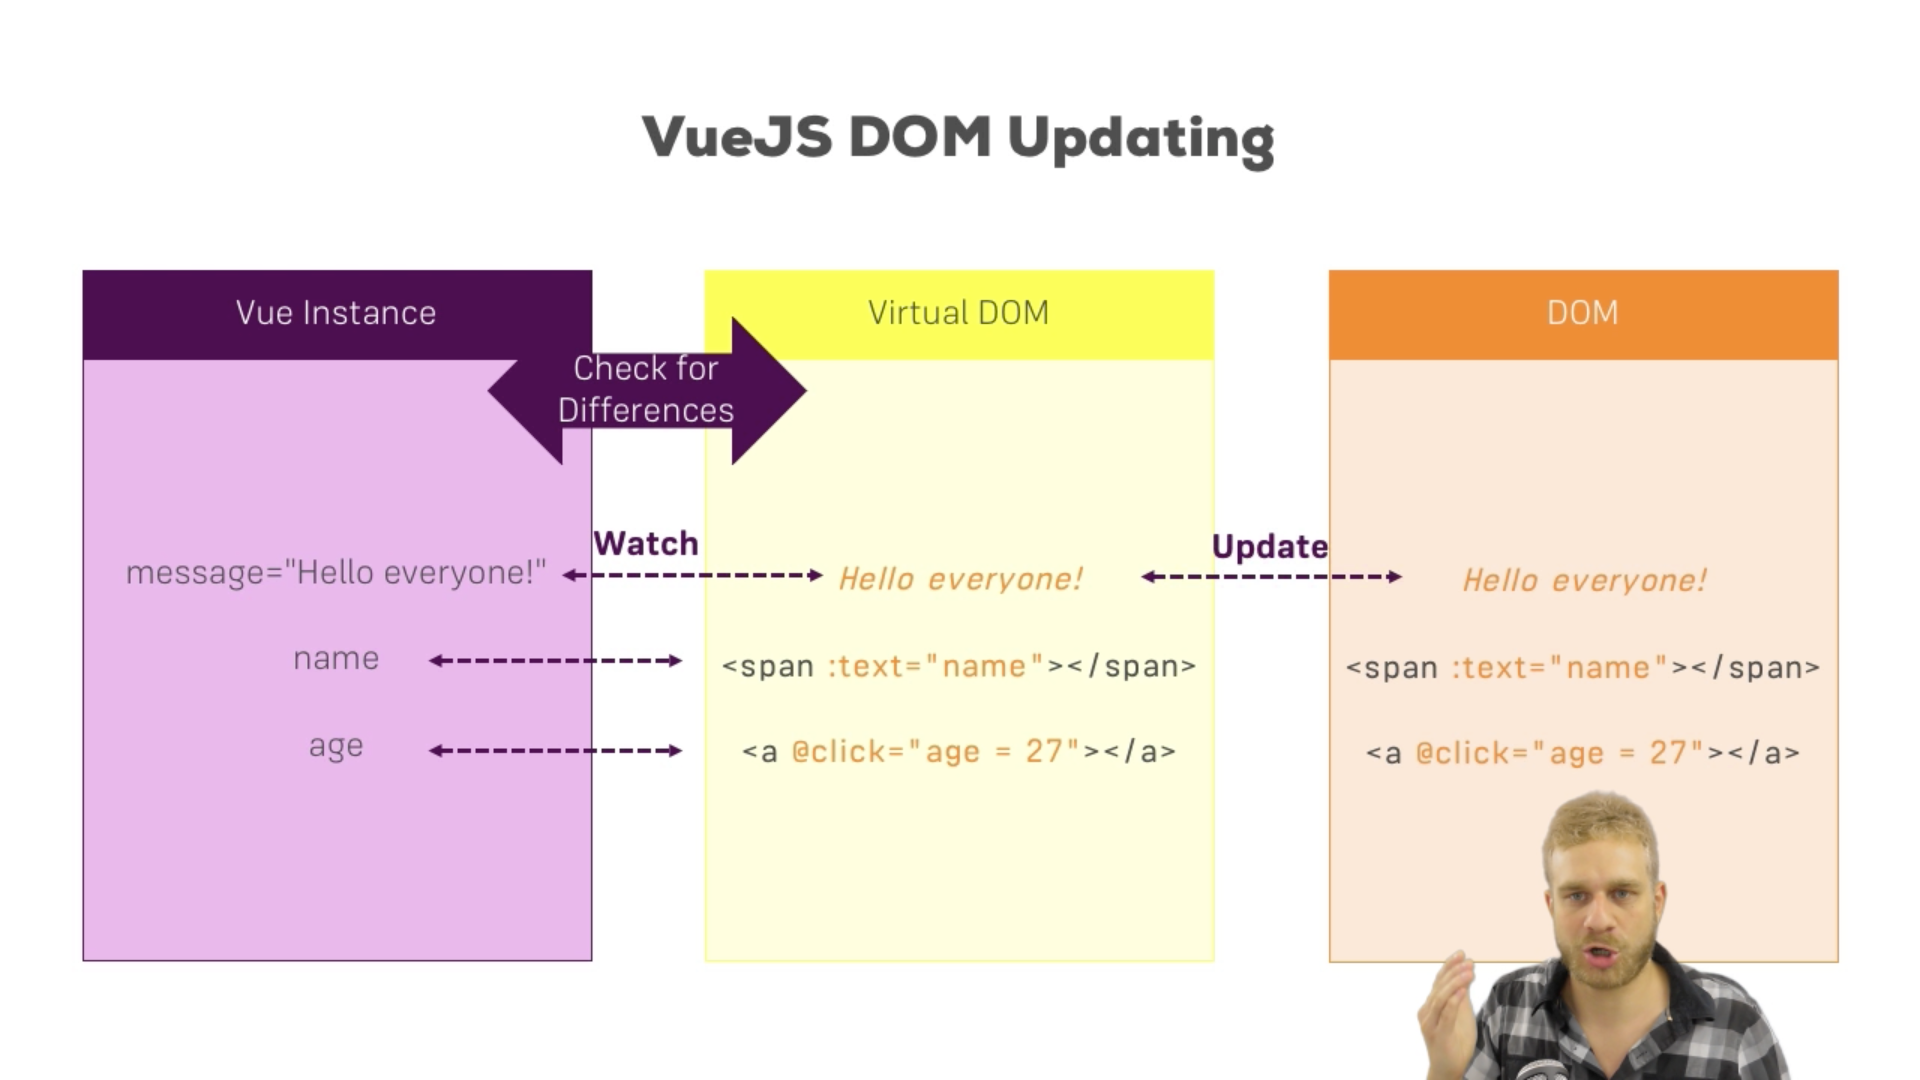 VueJS DOM Updating
Vue Instance
Virtual DOM
DOM
Check for
Differences
Watch
Update
message="Hello everyone!"
Hello everyone!
Hello everyone!
name
<span :text="name"></span>
<span :text="name"></span>
age
<a @click="age = 27"></a>
<a @click="age = 27"></a>